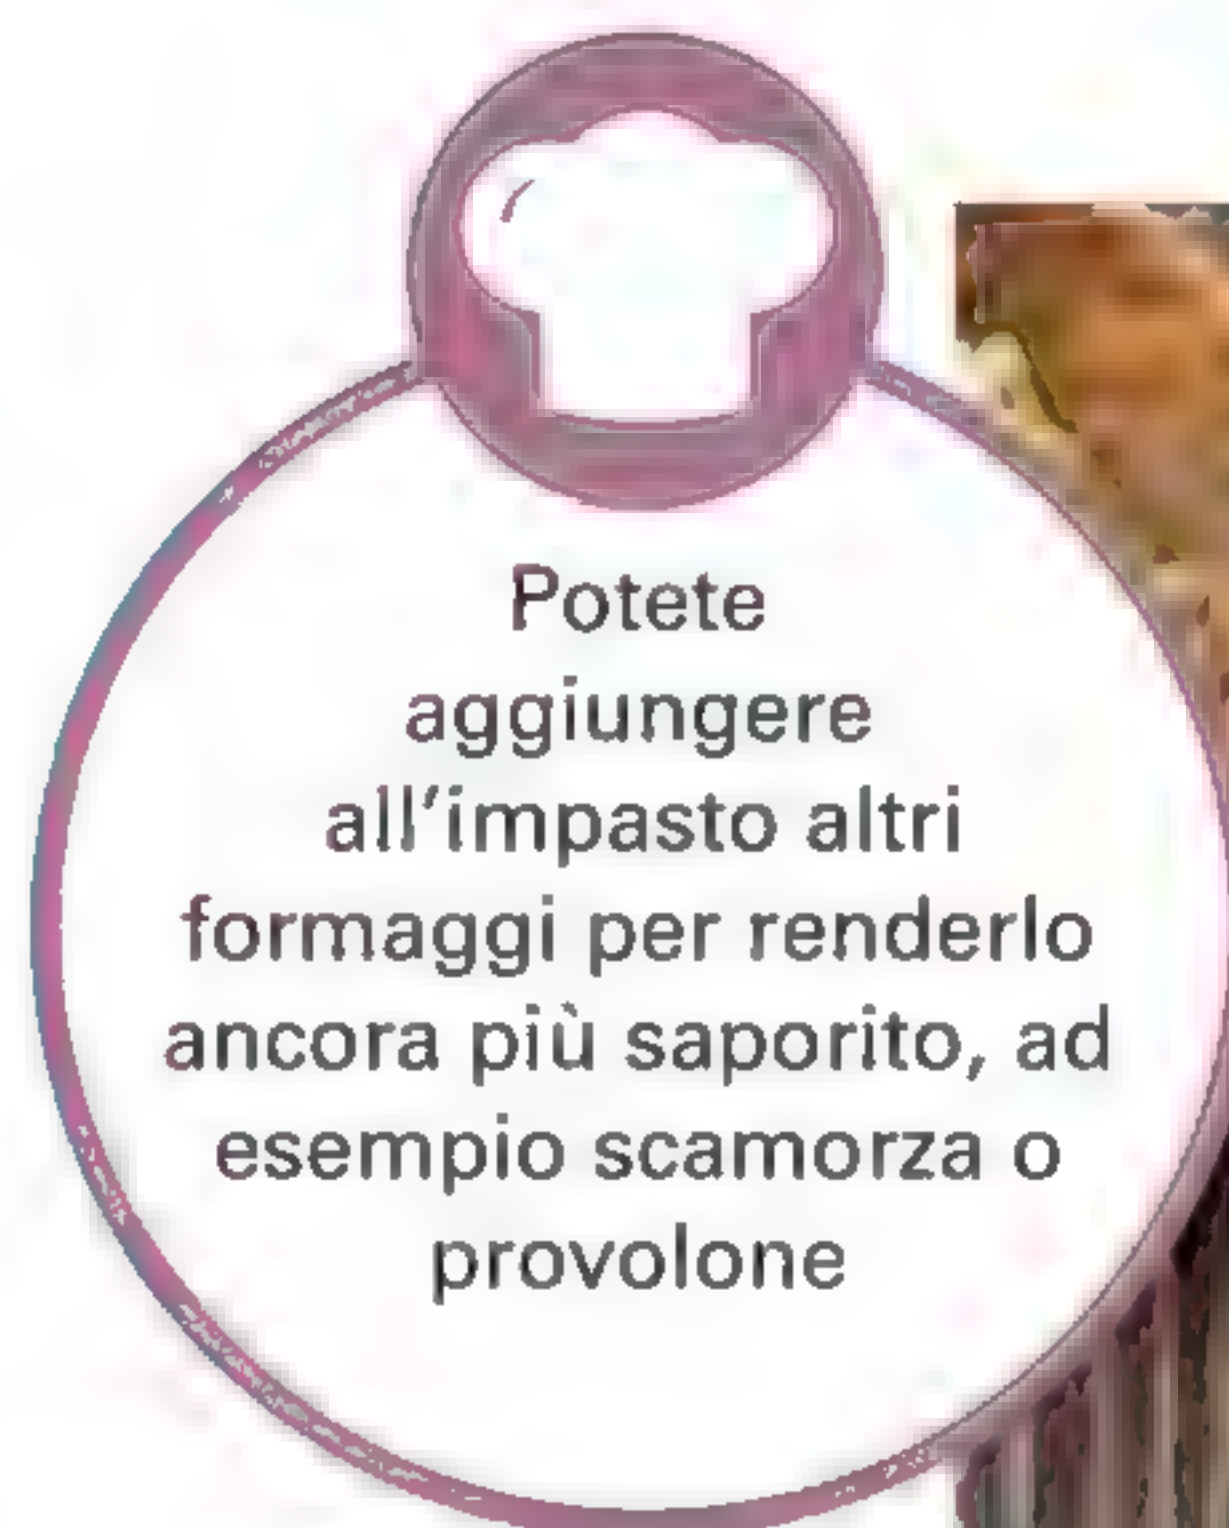 Potete
aggiungere
all’impasto altri
formaggi per renderlo
ancora più saporito, ad
esempio scamorza o
provolone